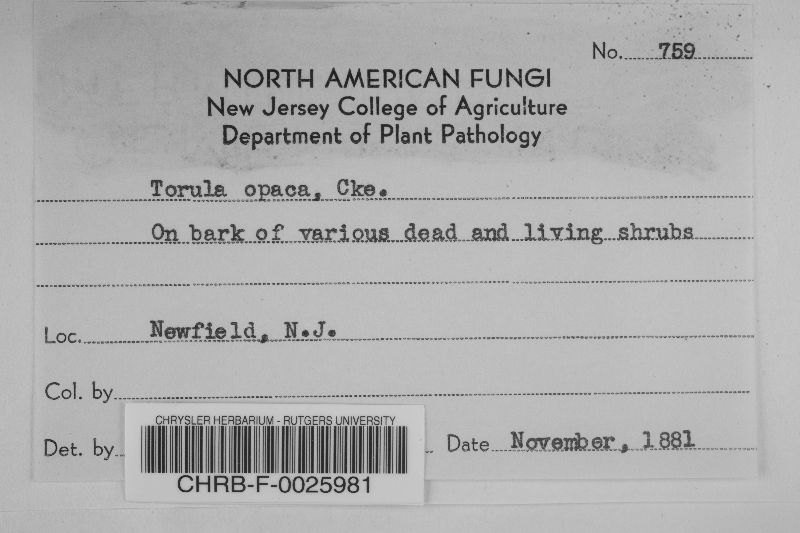 No. 759
NORTH AMERICAN FUNGI
New Jersey College of Agriculture
Department of Plant Pathology
Torula opaca, Cke.
On bark of various dead and living shrubs
Loc. Newfield, N.J.
Col. by
Det. by
Date November, 1881
CHRYSLER HERBARIUM - RUTGERS UNIVERSITY
CHRB-F-0025981